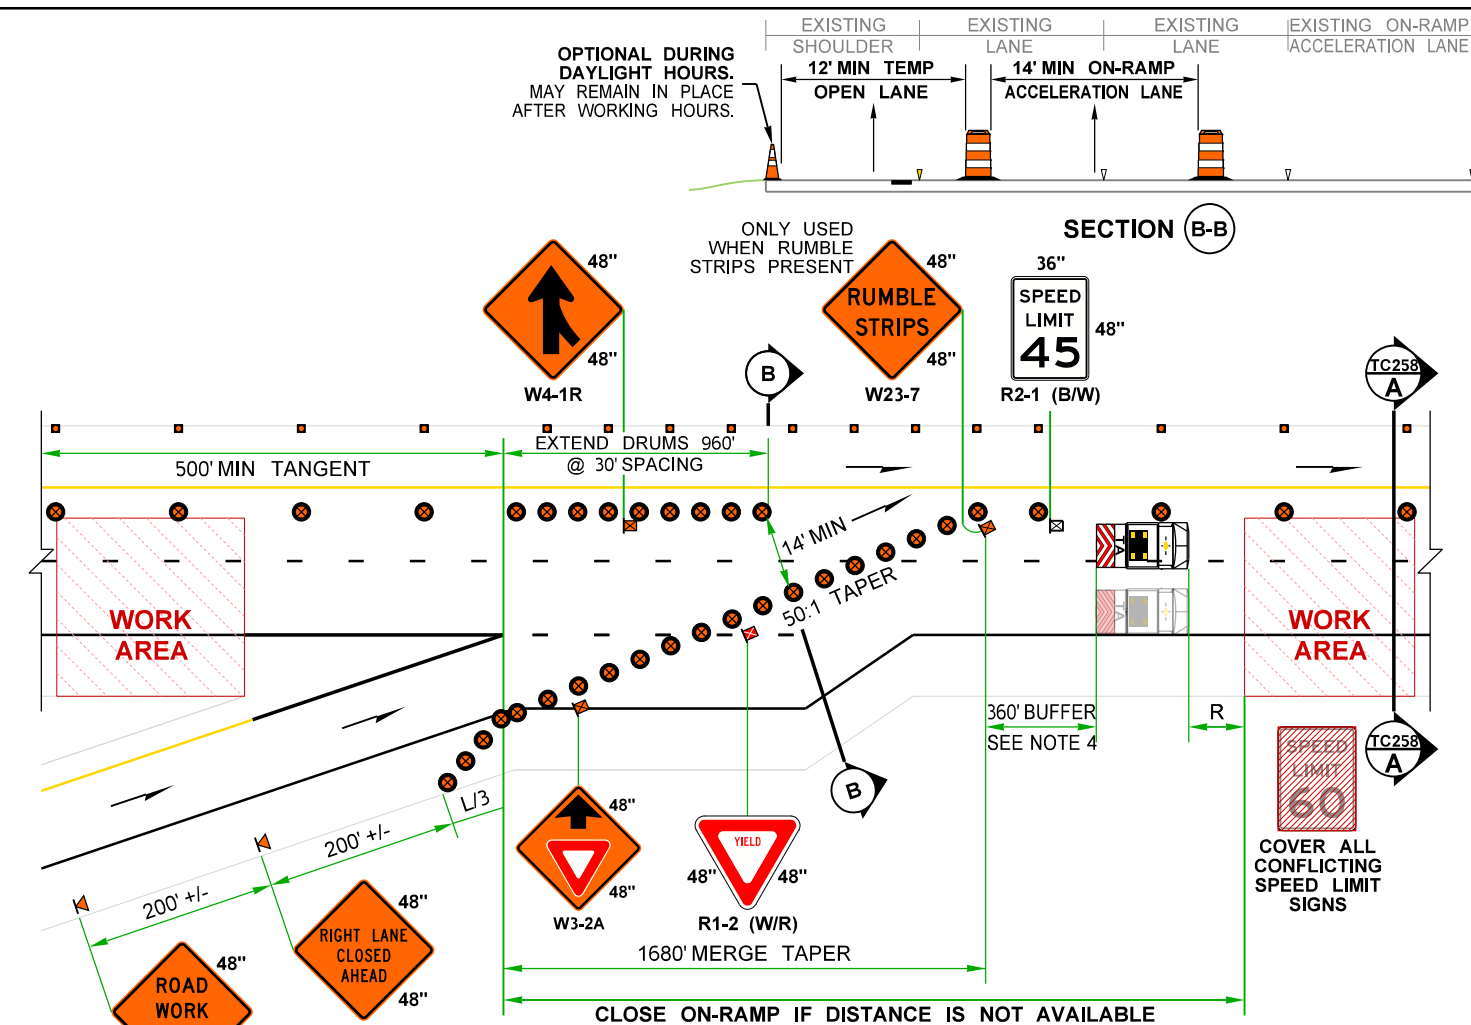 EXISTING SHOULDER
EXISTING LANE
EXISTING LANE
EXISTING ON-RAMP
ACCELERATION LANE
OPTIONAL DURING
DAYLIGHT HOURS.
MAY REMAIN IN PLACE
AFTER WORKING HOURS.
12' MIN TEMP
OPEN LANE
14' MIN ON-RAMP
ACCELERATION LANE
SECTION B-B
ONLY USED
WHEN RUMBLE
STRIPS PRESENT
48"
48"
W4-1R
RUMBLE
STRIPS
48"
48"
W23-7
36"
SPEED
LIMIT
45
48"
R2-1 (B/W)
B
TC258
A
500' MIN TANGENT
EXTEND DRUMS 960'
@ 30' SPACING
14' MIN
50:1 TAPER
WORK
AREA
WORK
AREA
360' BUFFER
SEE NOTE 4
R
B
TC258
A
SPEED
LIMIT
60
COVER ALL
CONFLICTING
SPEED LIMIT
SIGNS
L/3
200' +/-
200' +/-
48"
48"
W3-2A
YIELD
48"
48"
R1-2 (W/R)
RIGHT LANE
CLOSED
AHEAD
48"
48"
ROAD
WORK
48"
1680' MERGE TAPER
CLOSE ON-RAMP IF DISTANCE IS NOT AVAILABLE